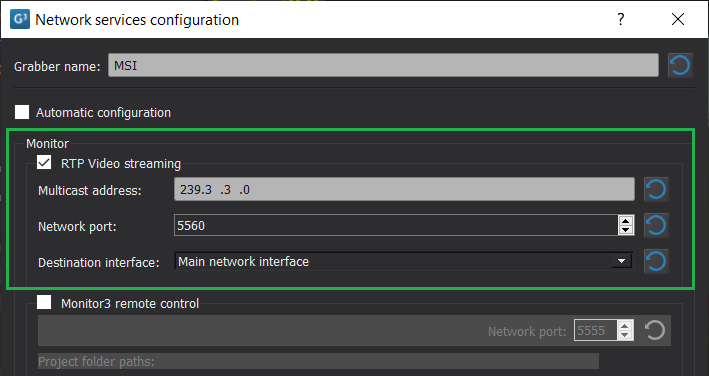 G3 Network services configuration ?
Grabber name: MSI
Automatic configuration
Monitor
RTP Video streaming
Multicast address: 239.3 .3 .0
Network port: 5560
Destination interface: Main network interface
Monitor3 remote control
Network port: 5555
Project folder paths: